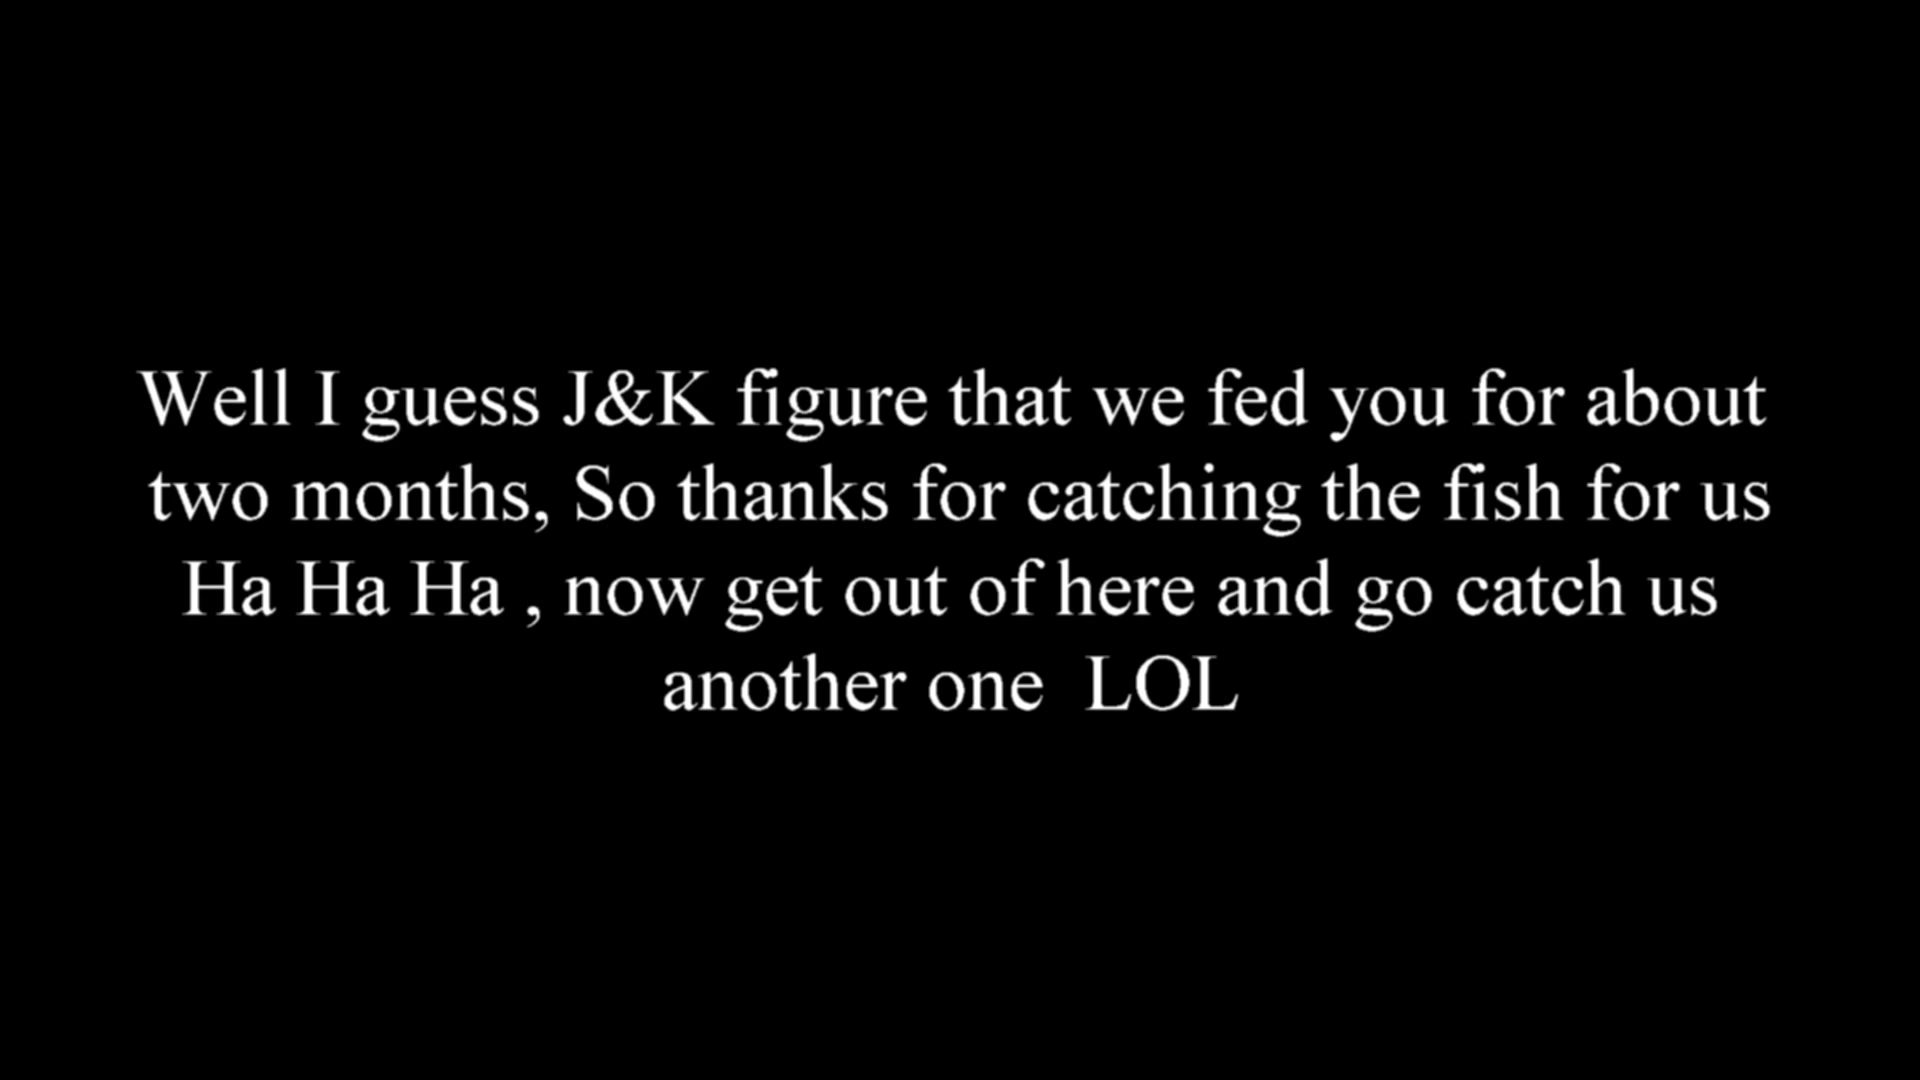 Well I guess J&K figure that we fed you for about
two months, So thanks for catching the fish for us
Ha Ha Ha , now get out of here and go catch us
another one  LOL